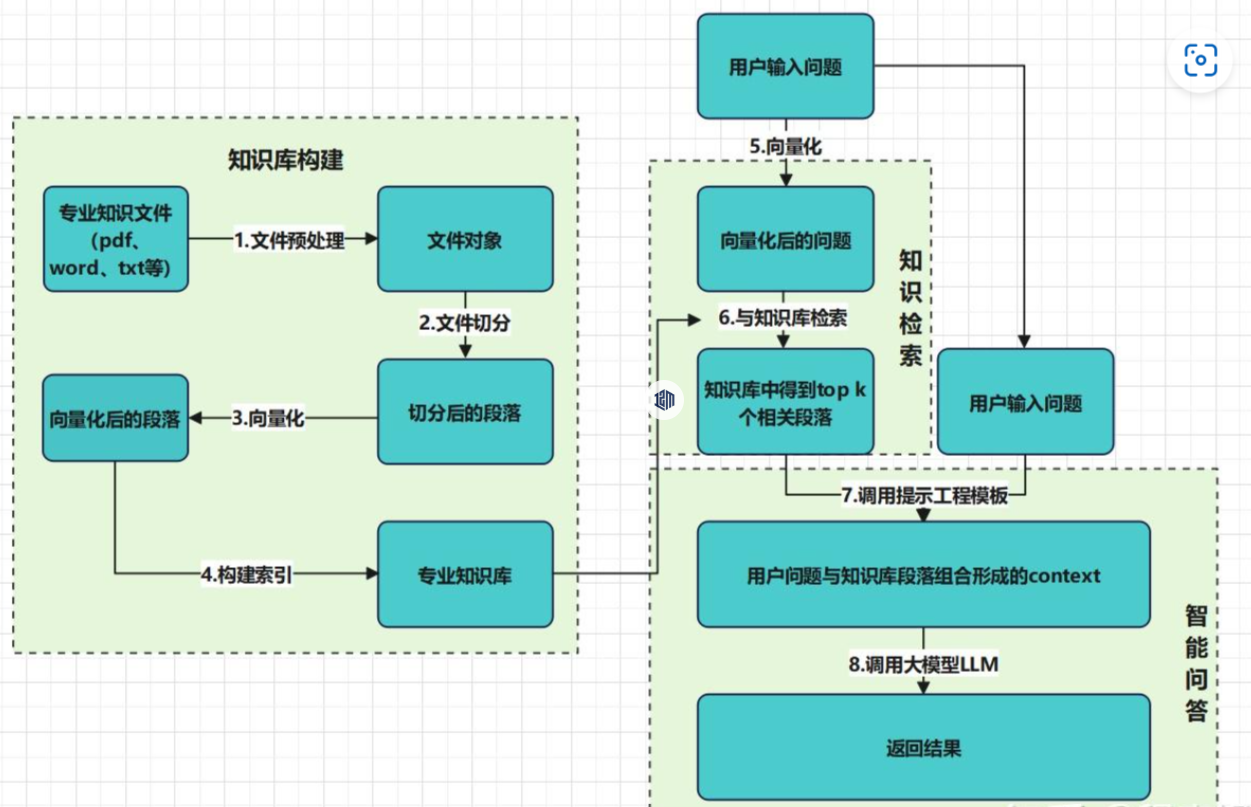 用户输入问题
5.向量化
知识库构建
专业知识文件
（pdf、
word、txt等)
1.文件预处理
文件对象
向量化后的问题
知
识
检
索
2.文件切分
6.与知识库检索
向量化后的段落
3.向量化
切分后的段落
知识库中得到top k
个相关段落
用户输入问题
7.调用提示工程模板
4.构建索引
专业知识库
用户问题与知识库段落组合形成的context
智
能
问
答
8.调用大模型LLM
返回结果